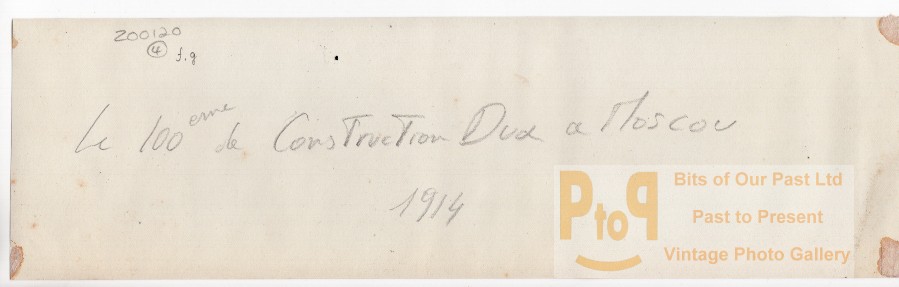 200120
4 f.g
Le 100eme de Construction Dux a Moscou
1914
PtoP
Bits of Our Past Ltd
Past to Present
Vintage Photo Gallery